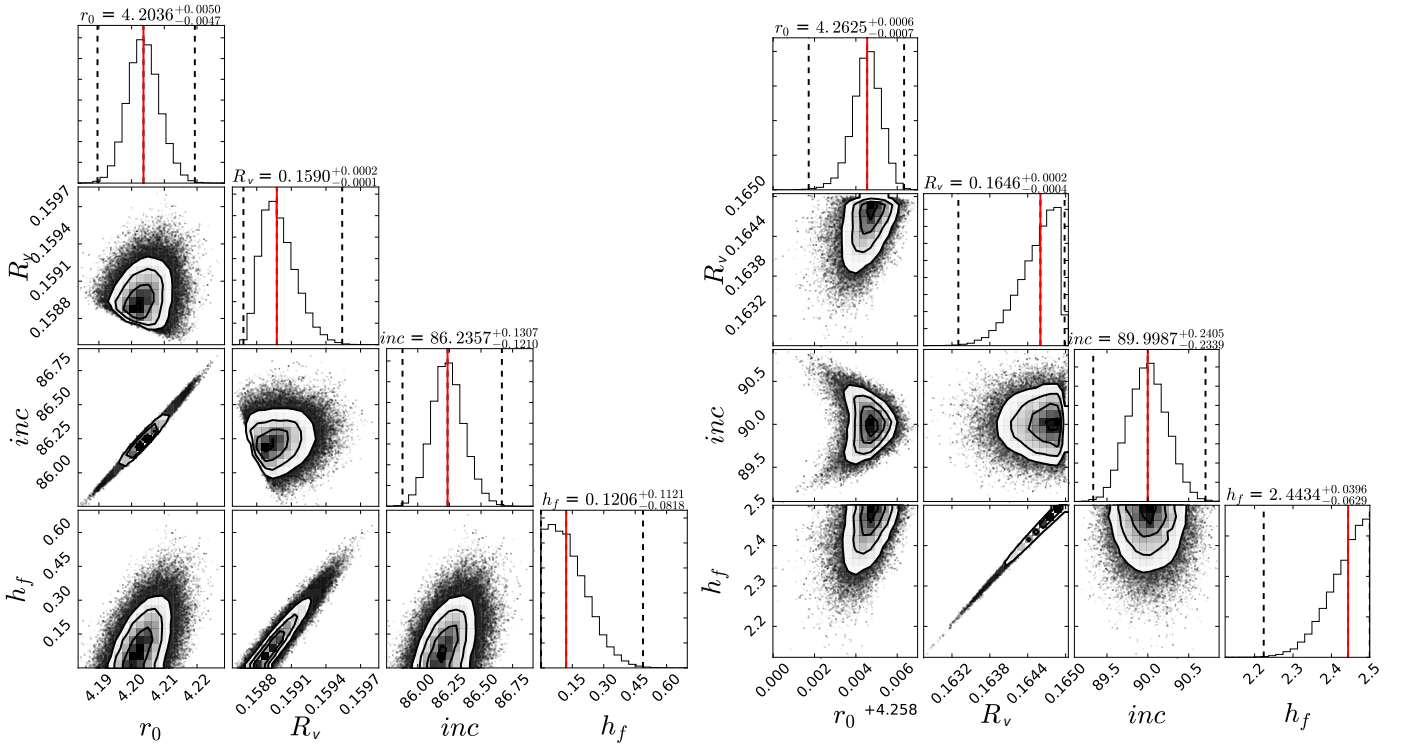 r₀ = 4.2036 +0.0050 −0.0047
R_v = 0.1590 +0.0002 −0.0001
inc = 86.2357 +0.1307 −0.1210
h_f = 0.1206 +0.1121 −0.0818
R_v
0.1597
0.1594
0.1591
0.1588
inc
86.75
86.50
86.25
86.00
h_f
0.60
0.45
0.30
0.15
4.19 4.20 4.21 4.22
r₀
0.1588 0.1591 0.1594 0.1597
R_v
86.00 86.25 86.50 86.75
inc
0.15 0.30 0.45 0.60
h_f
r₀ = 4.2625 +0.0006 −0.0007
R_v = 0.1646 +0.0002 −0.0004
inc = 89.9987 +0.2405 −0.2339
h_f = 2.4434 +0.0396 −0.0629
R_v
0.1650
0.1644
0.1638
0.1632
inc
90.5
90.0
89.5
h_f
2.5
2.4
2.3
2.2
0.000 0.002 0.004 0.006
r₀ +4.258
0.1632 0.1638 0.1644 0.1650
R_v
89.5 90.0 90.5
inc
2.2 2.3 2.4 2.5
h_f